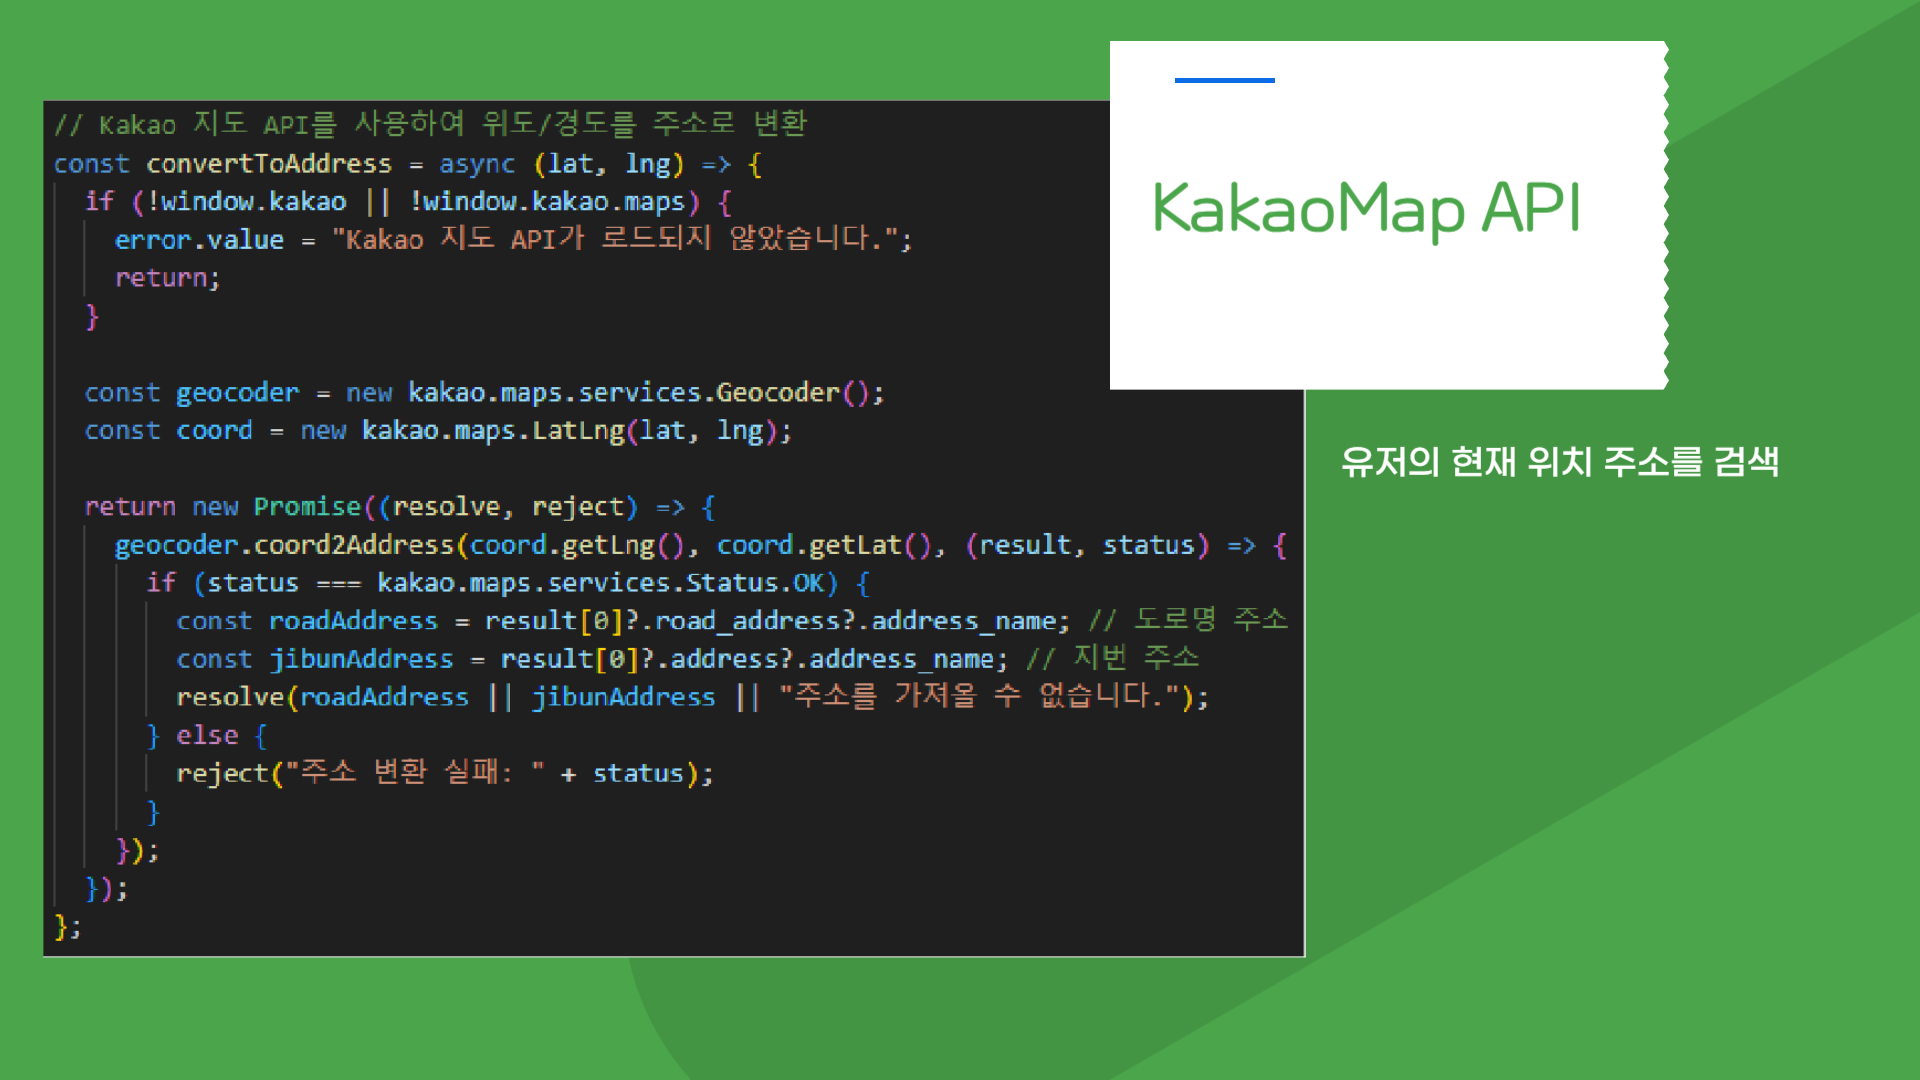 // Kakao 지도 API를 사용하여 위도/경도를 주소로 변환
const convertToAddress = async (lat, lng) => {
  if (!window.kakao || !window.kakao.maps) {
    error.value = "Kakao 지도 API가 로드되지 않았습니다.";
    return;
  }
  const geocoder = new kakao.maps.services.Geocoder();
  const coord = new kakao.maps.LatLng(lat, lng);
  return new Promise((resolve, reject) => {
    geocoder.coord2Address(coord.getLng(), coord.getLat(), (result, status) => {
      if (status === kakao.maps.services.Status.OK) {
        const roadAddress = result[0]?.road_address?.address_name; // 도로명 주소
        const jibunAddress = result[0]?.address?.address_name; // 지번 주소
        resolve(roadAddress || jibunAddress || "주소를 가져올 수 없습니다.");
      } else {
        reject("주소 변환 실패: " + status);
      }
    });
  });
};
KakaoMap API
유저의 현재 위치 주소를 검색